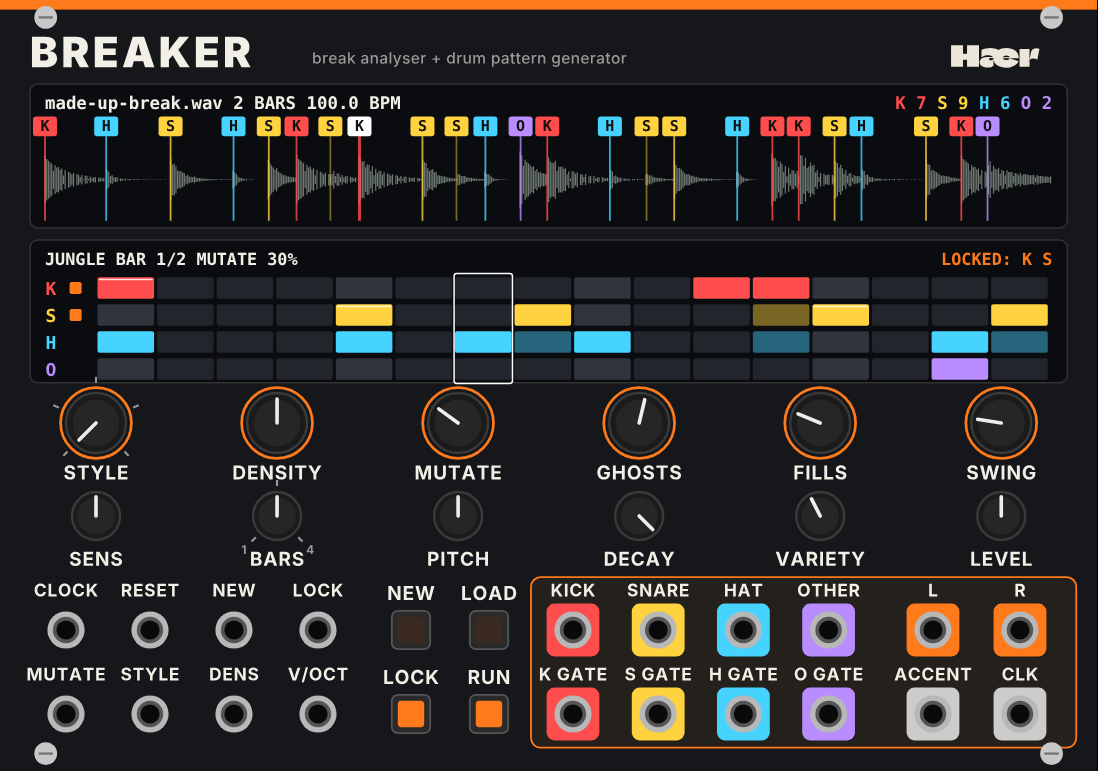 BREAKER
break analyser + drum pattern generator
Hær
made-up-break.wav 2 BARS 100.0 BPM
K 7 S 9 H 6 O 2
K H S H S K S K S S H O K H S S H K K S H S K O
JUNGLE BAR 1/2 MUTATE 30%
LOCKED: K S
K
S
H
O
STYLE DENSITY MUTATE GHOSTS FILLS SWING
1 4
SENS BARS PITCH DECAY VARIETY LEVEL
CLOCK RESET NEW LOCK
NEW LOAD
KICK SNARE HAT OTHER L R
MUTATE STYLE DENS V/OCT
LOCK RUN
K GATE S GATE H GATE O GATE ACCENT CLK